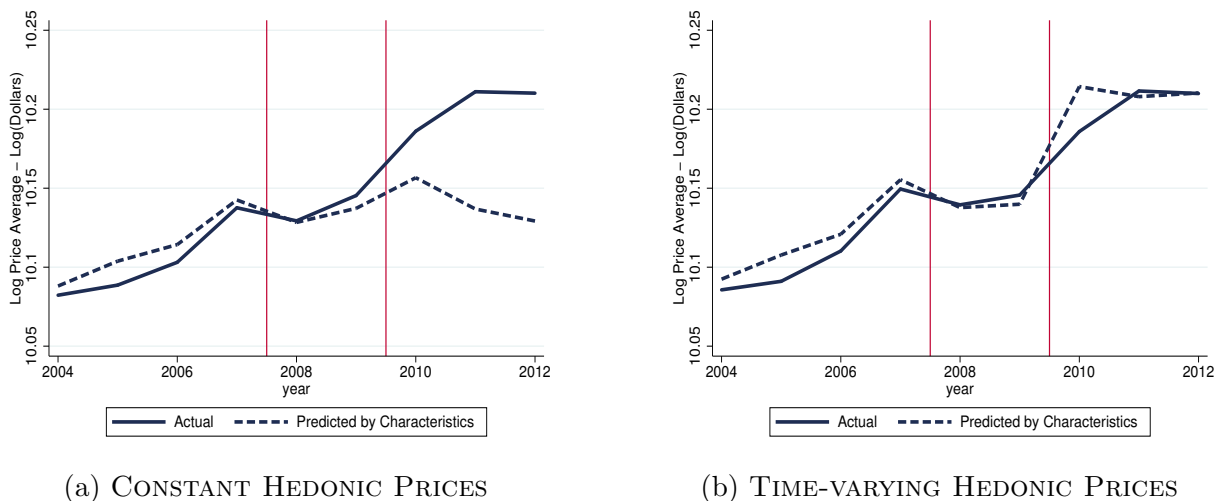 Log Price Average − Log(Dollars)
10.25
10.2
10.15
10.1
10.05
2004 2006 2008 2010 2012
year
Actual Predicted by Characteristics
(a) Constant Hedonic Prices
Log Price Average − Log(Dollars)
10.25
10.2
10.15
10.1
10.05
2004 2006 2008 2010 2012
year
Actual Predicted by Characteristics
(b) Time-varying Hedonic Prices